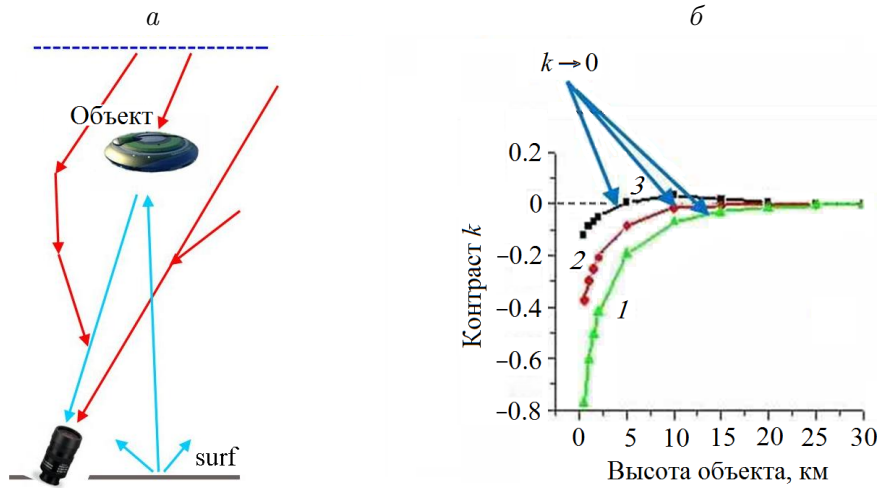 а
Объект
surf
б
k → 0
0.2
0
−0.2
−0.4
−0.6
−0.8
Контраст k
3
2
1
0 5 10 15 20 25 30
Высота объекта, км